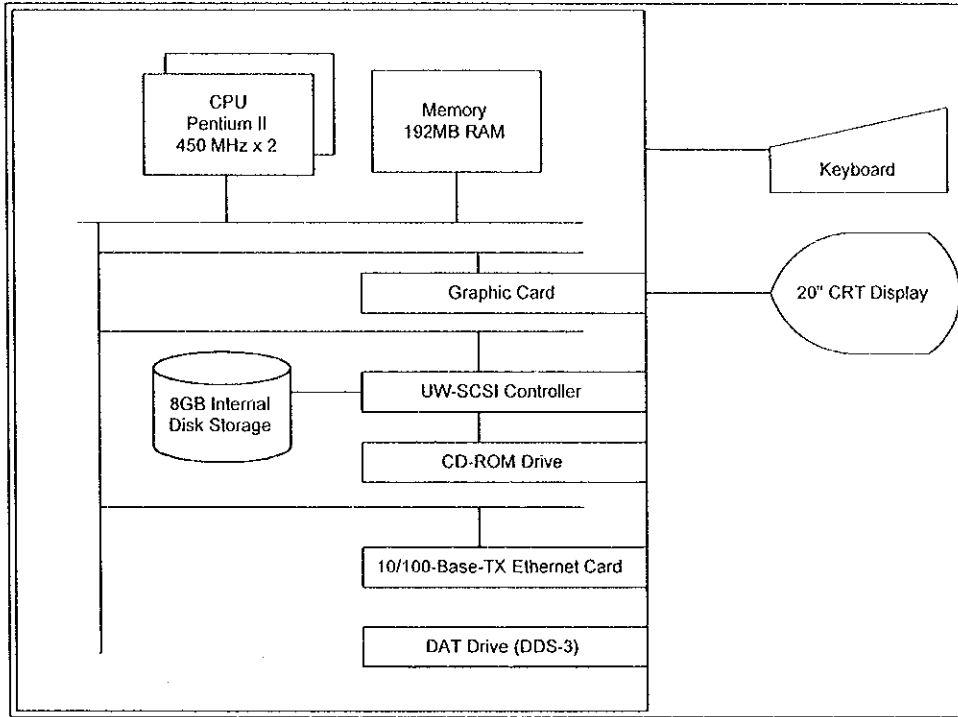 CPU
Pentium II
450 MHz x 2
Memory
192MB RAM
Keyboard
Graphic Card
20" CRT Display
UW-SCSI Controller
8GB Internal
Disk Storage
CD-ROM Drive
10/100-Base-TX Ethernet Card
DAT Drive (DDS-3)